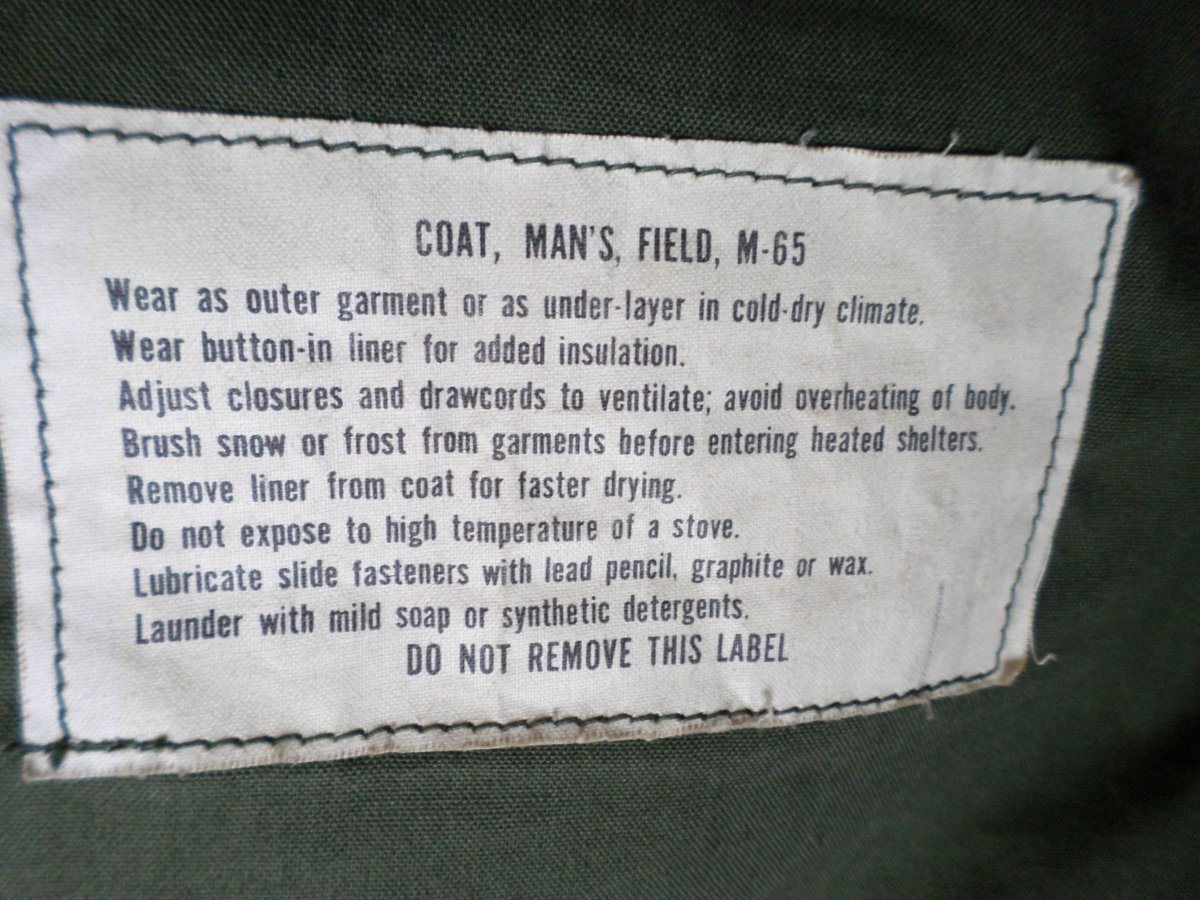 COAT, MAN'S, FIELD, M-65
Wear as outer garment or as under-layer in cold-dry climate.
Wear button-in liner for added insulation.
Adjust closures and drawcords to ventilate; avoid overheating of body.
Brush snow or frost from garments before entering heated shelters.
Remove liner from coat for faster drying.
Do not expose to high temperature of a stove.
Lubricate slide fasteners with lead pencil, graphite or wax.
Launder with mild soap or synthetic detergents.
DO NOT REMOVE THIS LABEL